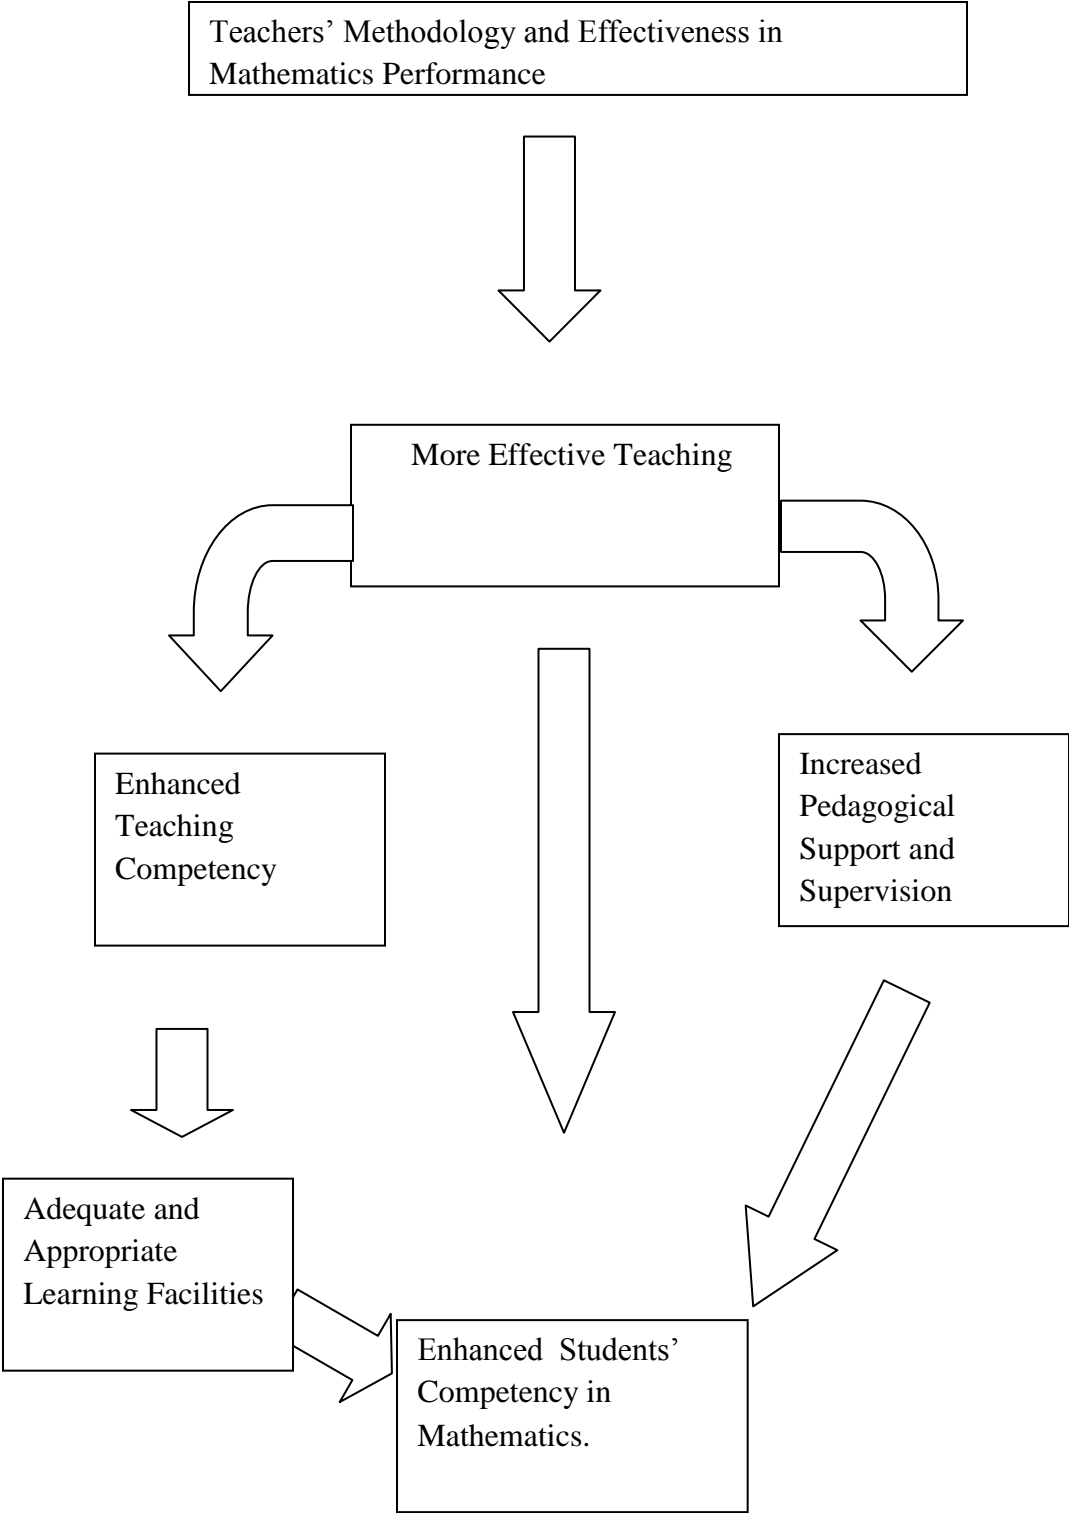 Teachers’ Methodology and Effectiveness in
Mathematics Performance
More Effective Teaching
Enhanced
Teaching
Competency
Increased
Pedagogical
Support and
Supervision
Adequate and
Appropriate
Learning Facilities
Enhanced  Students’
Competency in
Mathematics.